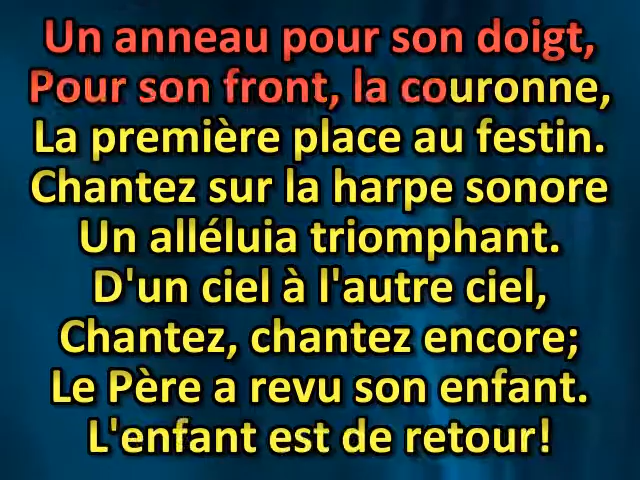 Un anneau pour son doigt,
Pour son front, la couronne,
La première place au festin.
Chantez sur la harpe sonore
Un alléluia triomphant.
D'un ciel à l'autre ciel,
Chantez, chantez encore;
Le Père a revu son enfant.
L'enfant est de retour!